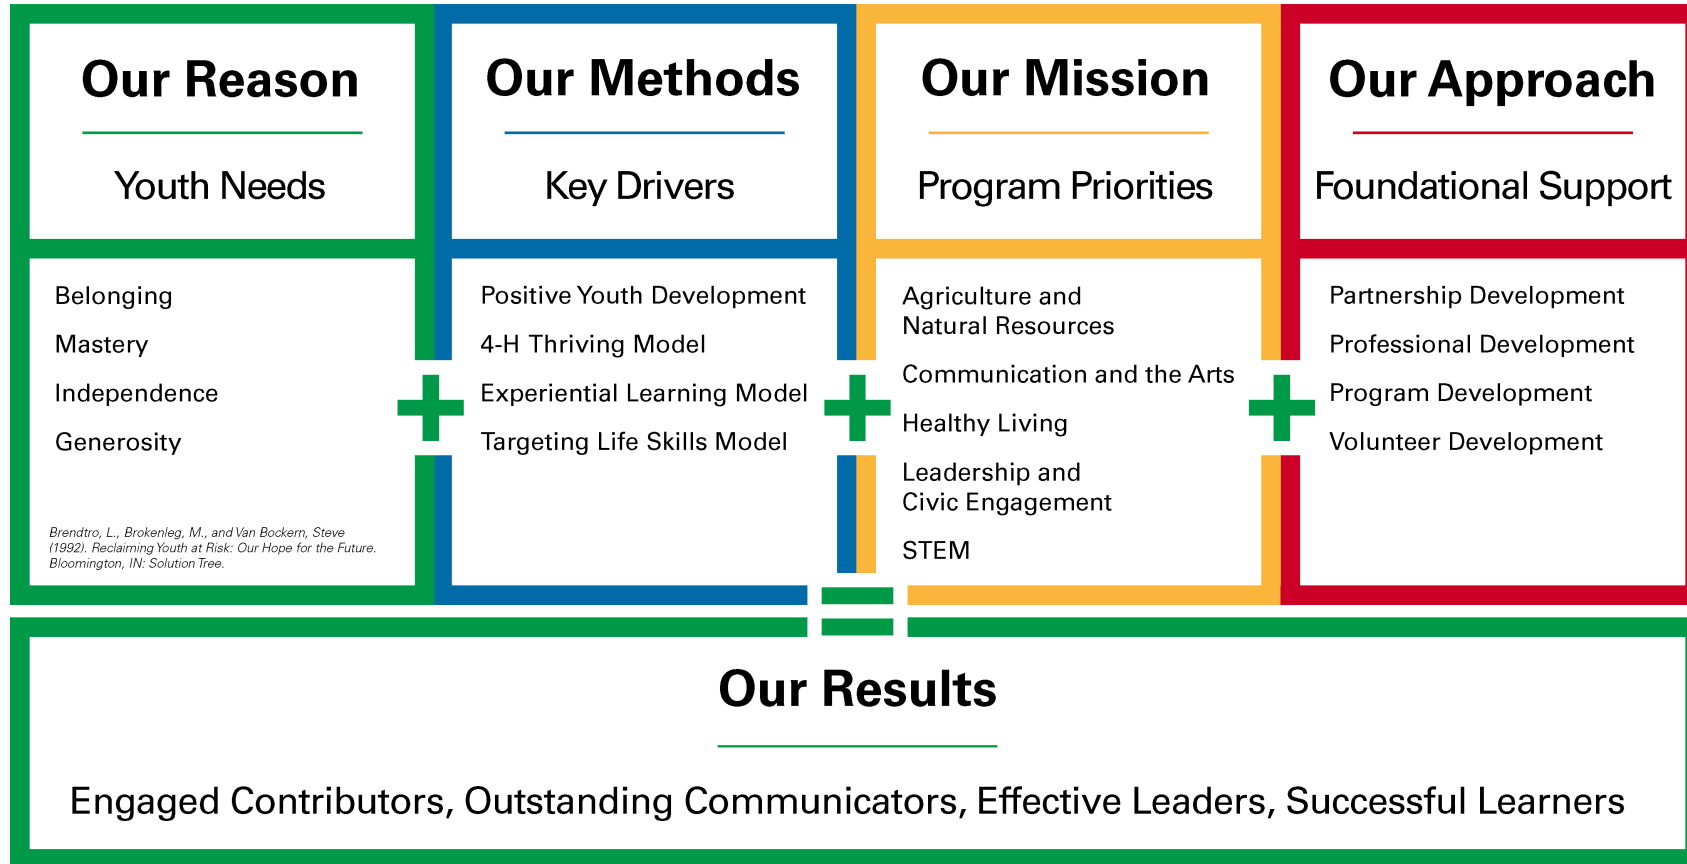 Our Reason
Youth Needs
Belonging
Mastery
Independence
Generosity
Brendtro, L., Brokenleg, M., and Van Bockern, Steve
(1992). Reclaiming Youth at Risk: Our Hope for the Future.
Bloomington, IN: Solution Tree.
+
Our Methods
Key Drivers
Positive Youth Development
4-H Thriving Model
Experiential Learning Model
Targeting Life Skills Model
+
Our Mission
Program Priorities
Agriculture and
Natural Resources
Communication and the Arts
Healthy Living
Leadership and
Civic Engagement
STEM
+
Our Approach
Foundational Support
Partnership Development
Professional Development
Program Development
Volunteer Development
=
Our Results
Engaged Contributors, Outstanding Communicators, Effective Leaders, Successful Learners